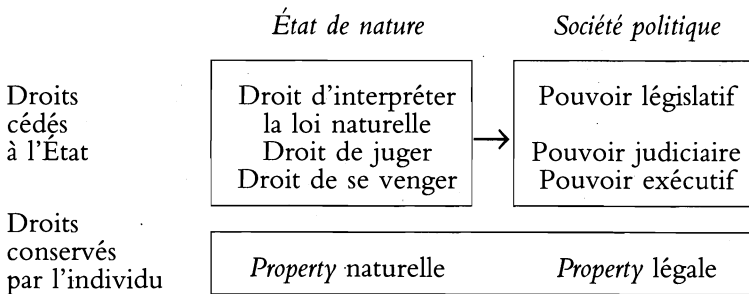 État de nature Société politique
Droits Droit d'interpréter Pouvoir législatif
cédés la loi naturelle
à l'État Droit de juger → Pouvoir judiciaire
Droit de se venger Pouvoir exécutif
Droits
conservés
par l'individu Property naturelle Property légale